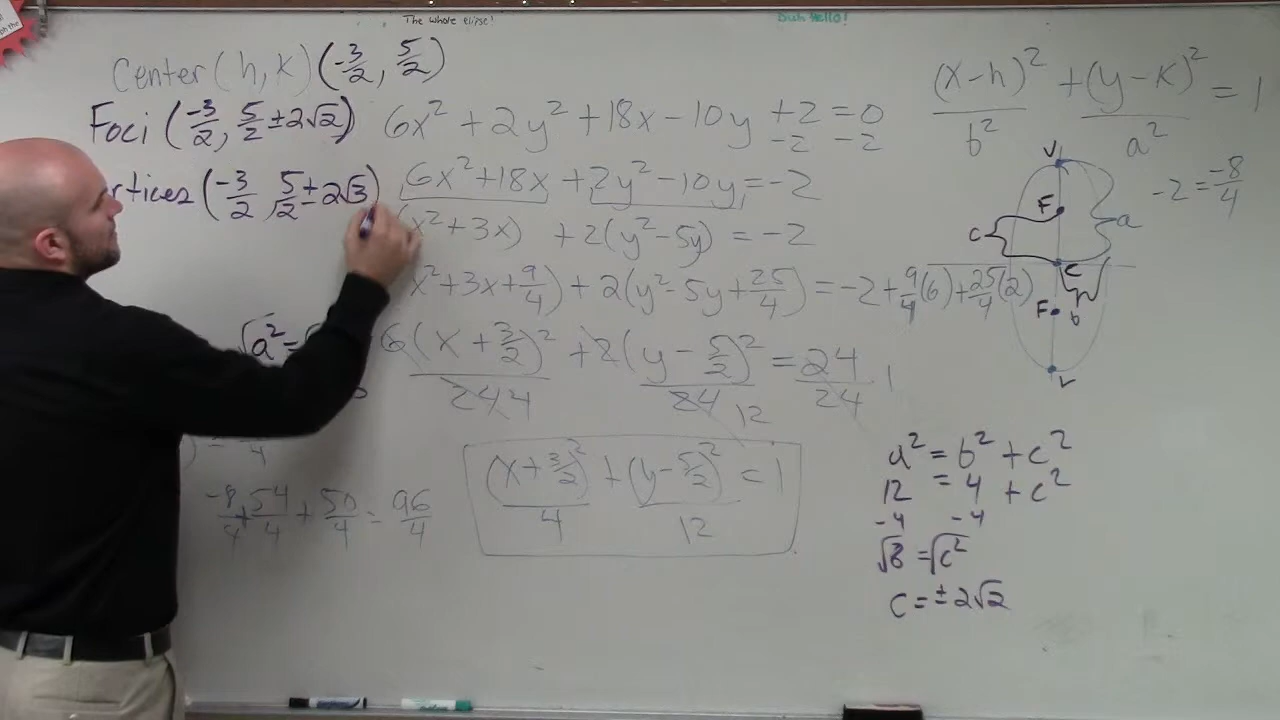 The whole elipse!
Duh Hello!
Center (h, k) (-3/2, 5/2)
Foci (-3/2, 5/2 ± 2√2)
rtices (-3/2, 5/2 ± 2√3)
6x² + 2y² + 18x - 10y + 2 = 0
-2 -2
6x² + 18x + 2y² - 10y = -2
(x² + 3x) + 2(y² - 5y) = -2
x² + 3x + 9/4) + 2(y² - 5y + 25/4) = -2 + 9/4(6) + 25/4(2)
6(x + 3/2)² / 24 4 + 2(y - 5/2)² / 24 12 = 24/24 1
(x + 3/2)² / 4 + (y - 5/2)² / 12 = 1
√a² = √
4
-8/4 + 54/4 + 50/4 = 96/4
(x - h)² / b² + (y - k)² / a² = 1
-2 = -8/4
V
F
a
c
C
F
b
V
a² = b² + c²
12 = 4 + c²
-4 -4
√8 = √c²
c = ± 2√2